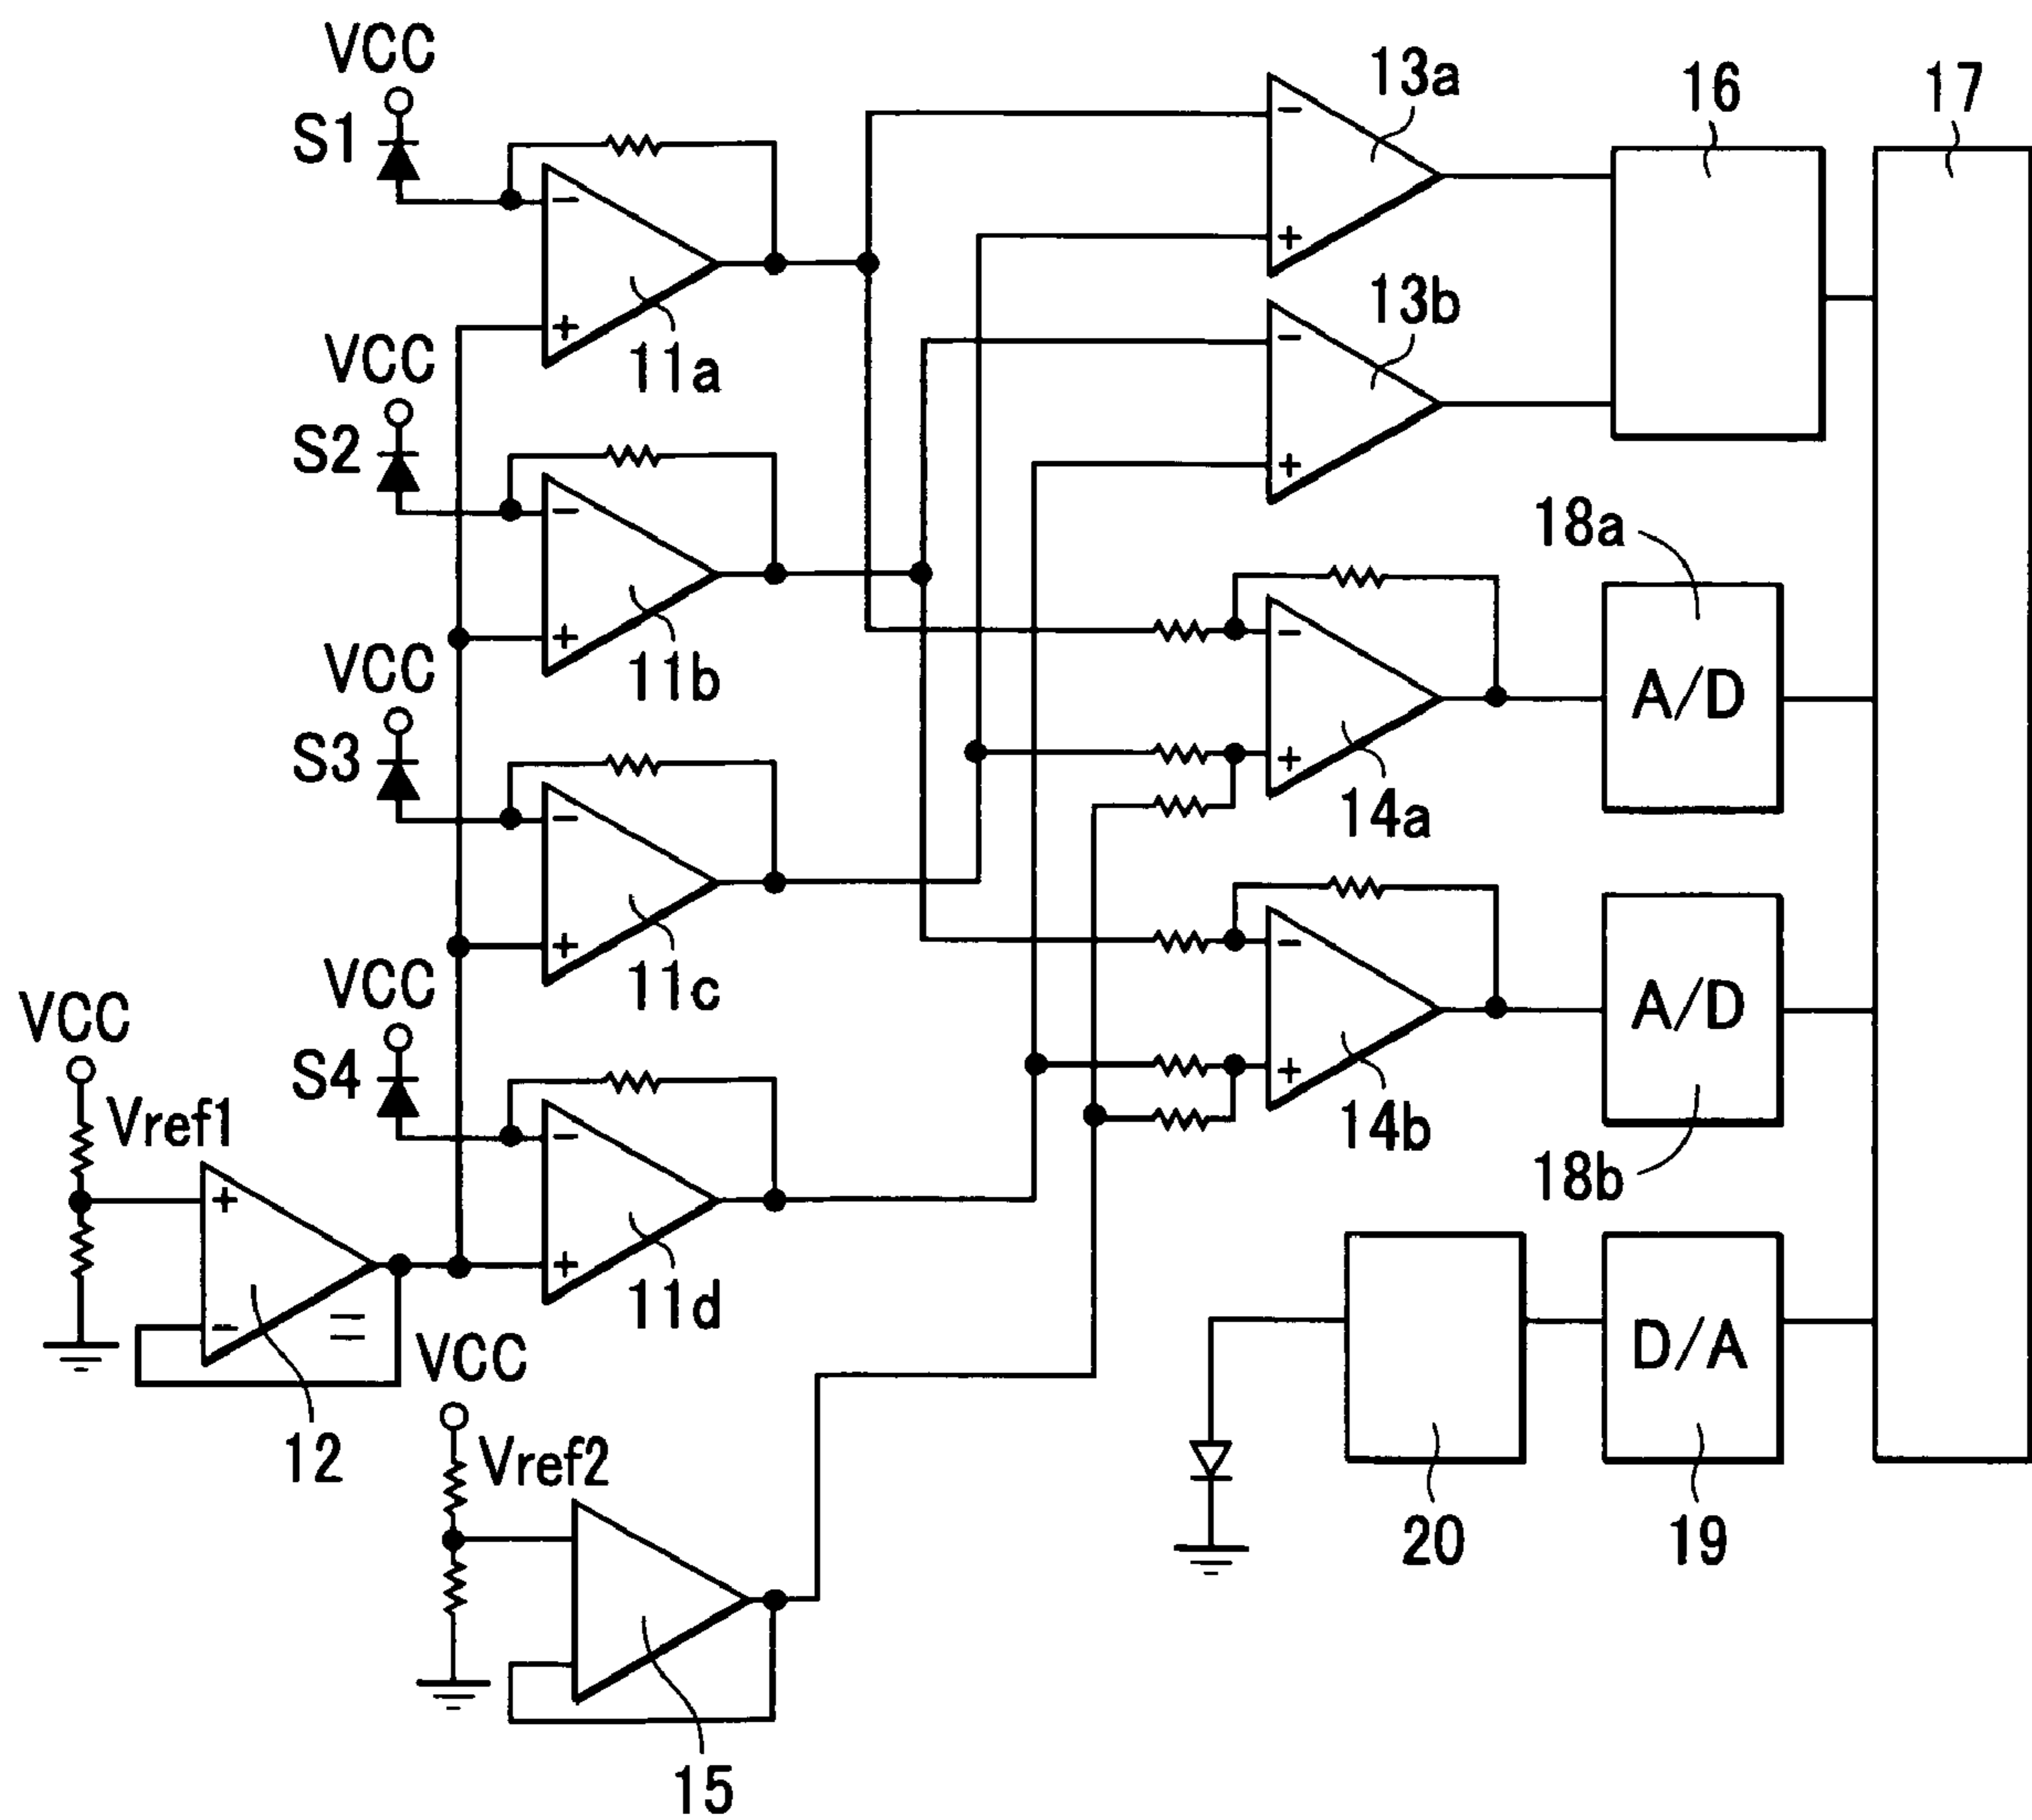 VCC
S1
-
+
11a
13a
-
+
16
17
VCC
S2
-
+
11b
13b
-
+
VCC
S3
-
+
11c
18a
-
+
14a
A/D
VCC
S4
-
+
11d
-
+
14b
A/D
18b
VCC
Vref1
+
-
12
VCC
Vref2
15
20
D/A
19